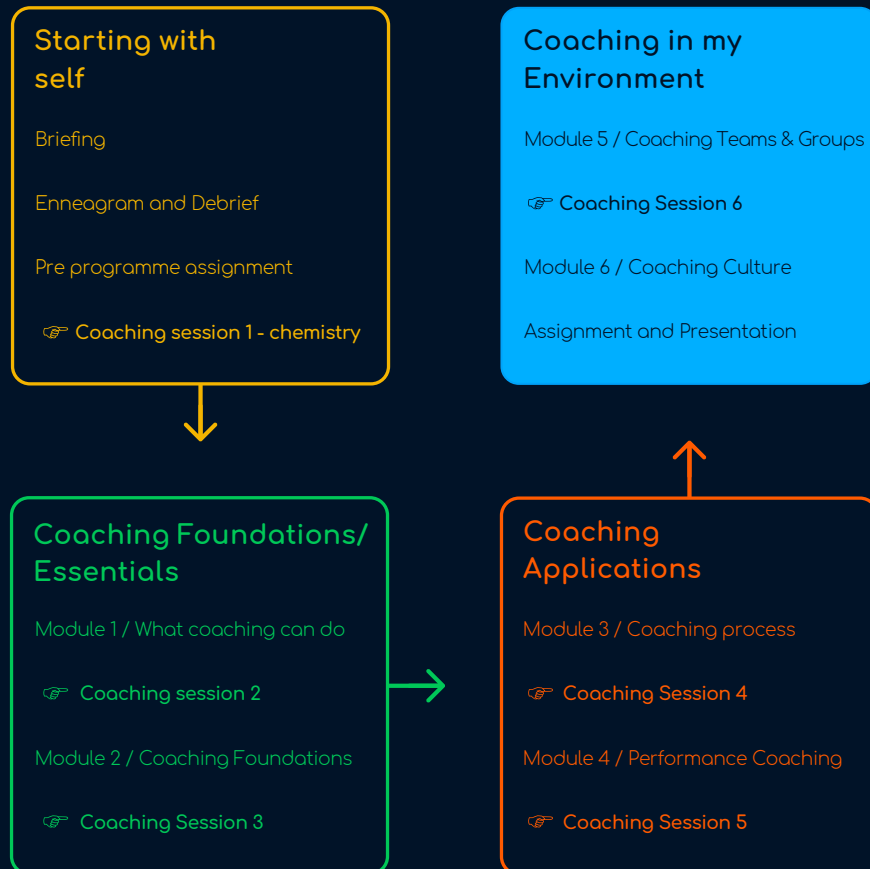 Starting with
self
Briefing
Enneagram and Debrief
Pre programme assignment
☞ Coaching session 1 - chemistry
Coaching Foundations/
Essentials
Module 1 / What coaching can do
☞ Coaching session 2
Module 2 / Coaching Foundations
☞ Coaching Session 3
Coaching
Applications
Module 3 / Coaching process
☞ Coaching Session 4
Module 4 / Performance Coaching
☞ Coaching Session 5
Coaching in my
Environment
Module 5 / Coaching Teams & Groups
☞ Coaching Session 6
Module 6 / Coaching Culture
Assignment and Presentation